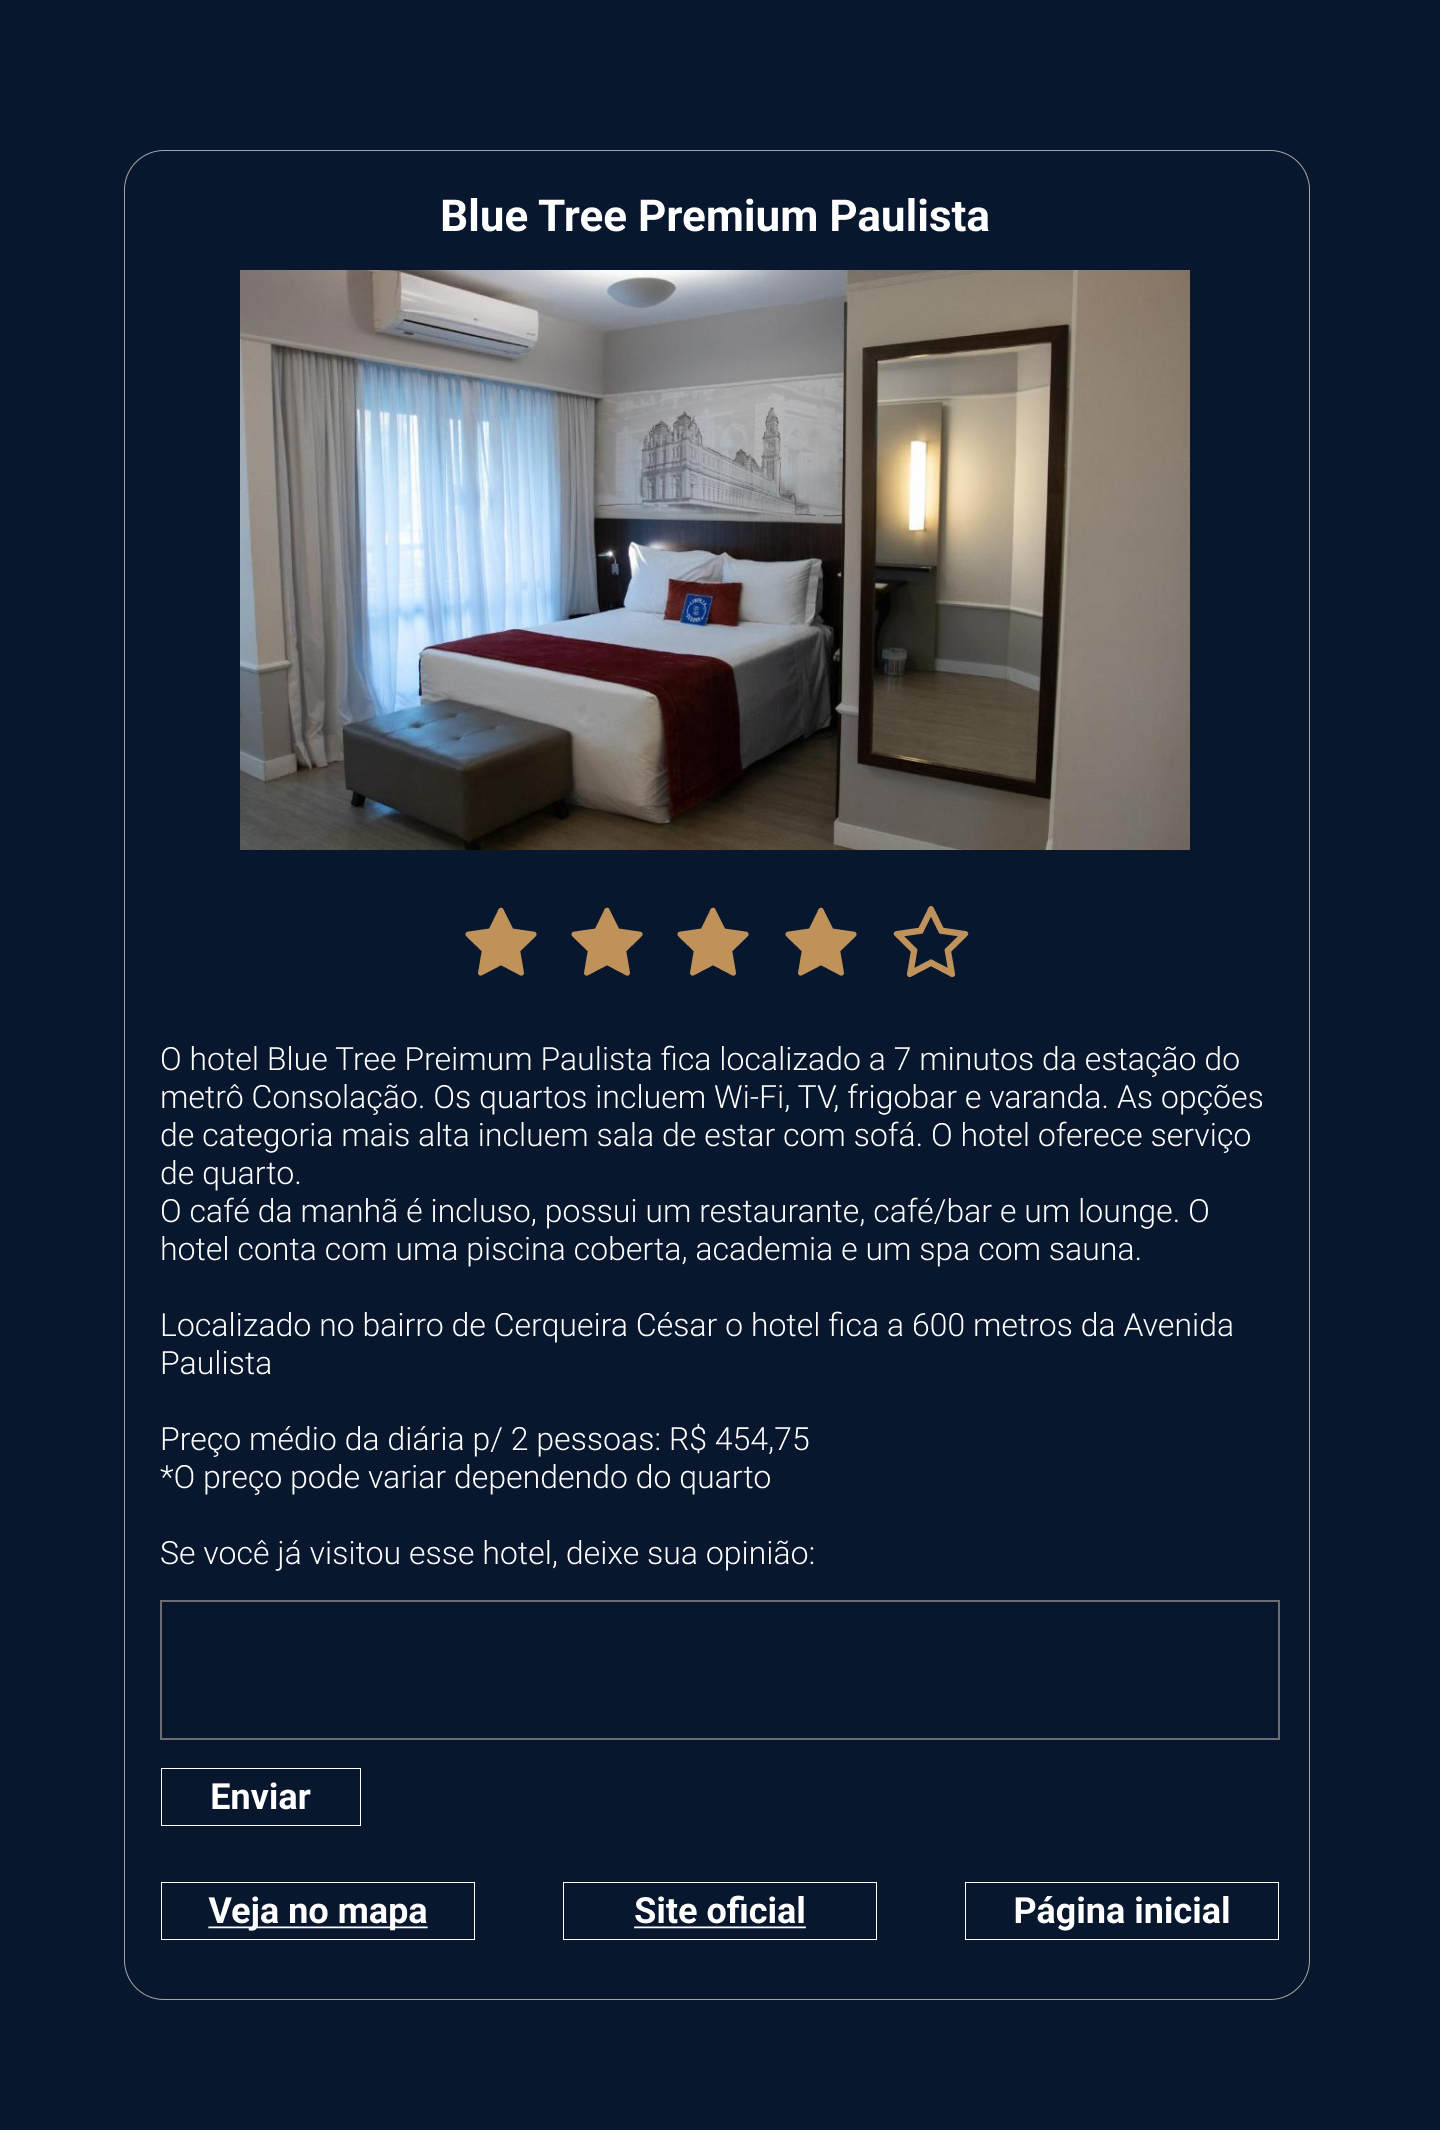 Blue Tree Premium Paulista
O hotel Blue Tree Preimum Paulista fica localizado a 7 minutos da estação do
metrô Consolação. Os quartos incluem Wi-Fi, TV, frigobar e varanda. As opções
de categoria mais alta incluem sala de estar com sofá. O hotel oferece serviço
de quarto.
O café da manhã é incluso, possui um restaurante, café/bar e um lounge. O
hotel conta com uma piscina coberta, academia e um spa com sauna.
Localizado no bairro de Cerqueira César o hotel fica a 600 metros da Avenida
Paulista
Preço médio da diária p/ 2 pessoas: R$ 454,75
*O preço pode variar dependendo do quarto
Se você já visitou esse hotel, deixe sua opinião:
Enviar
Veja no mapa
Site oficial
Página inicial